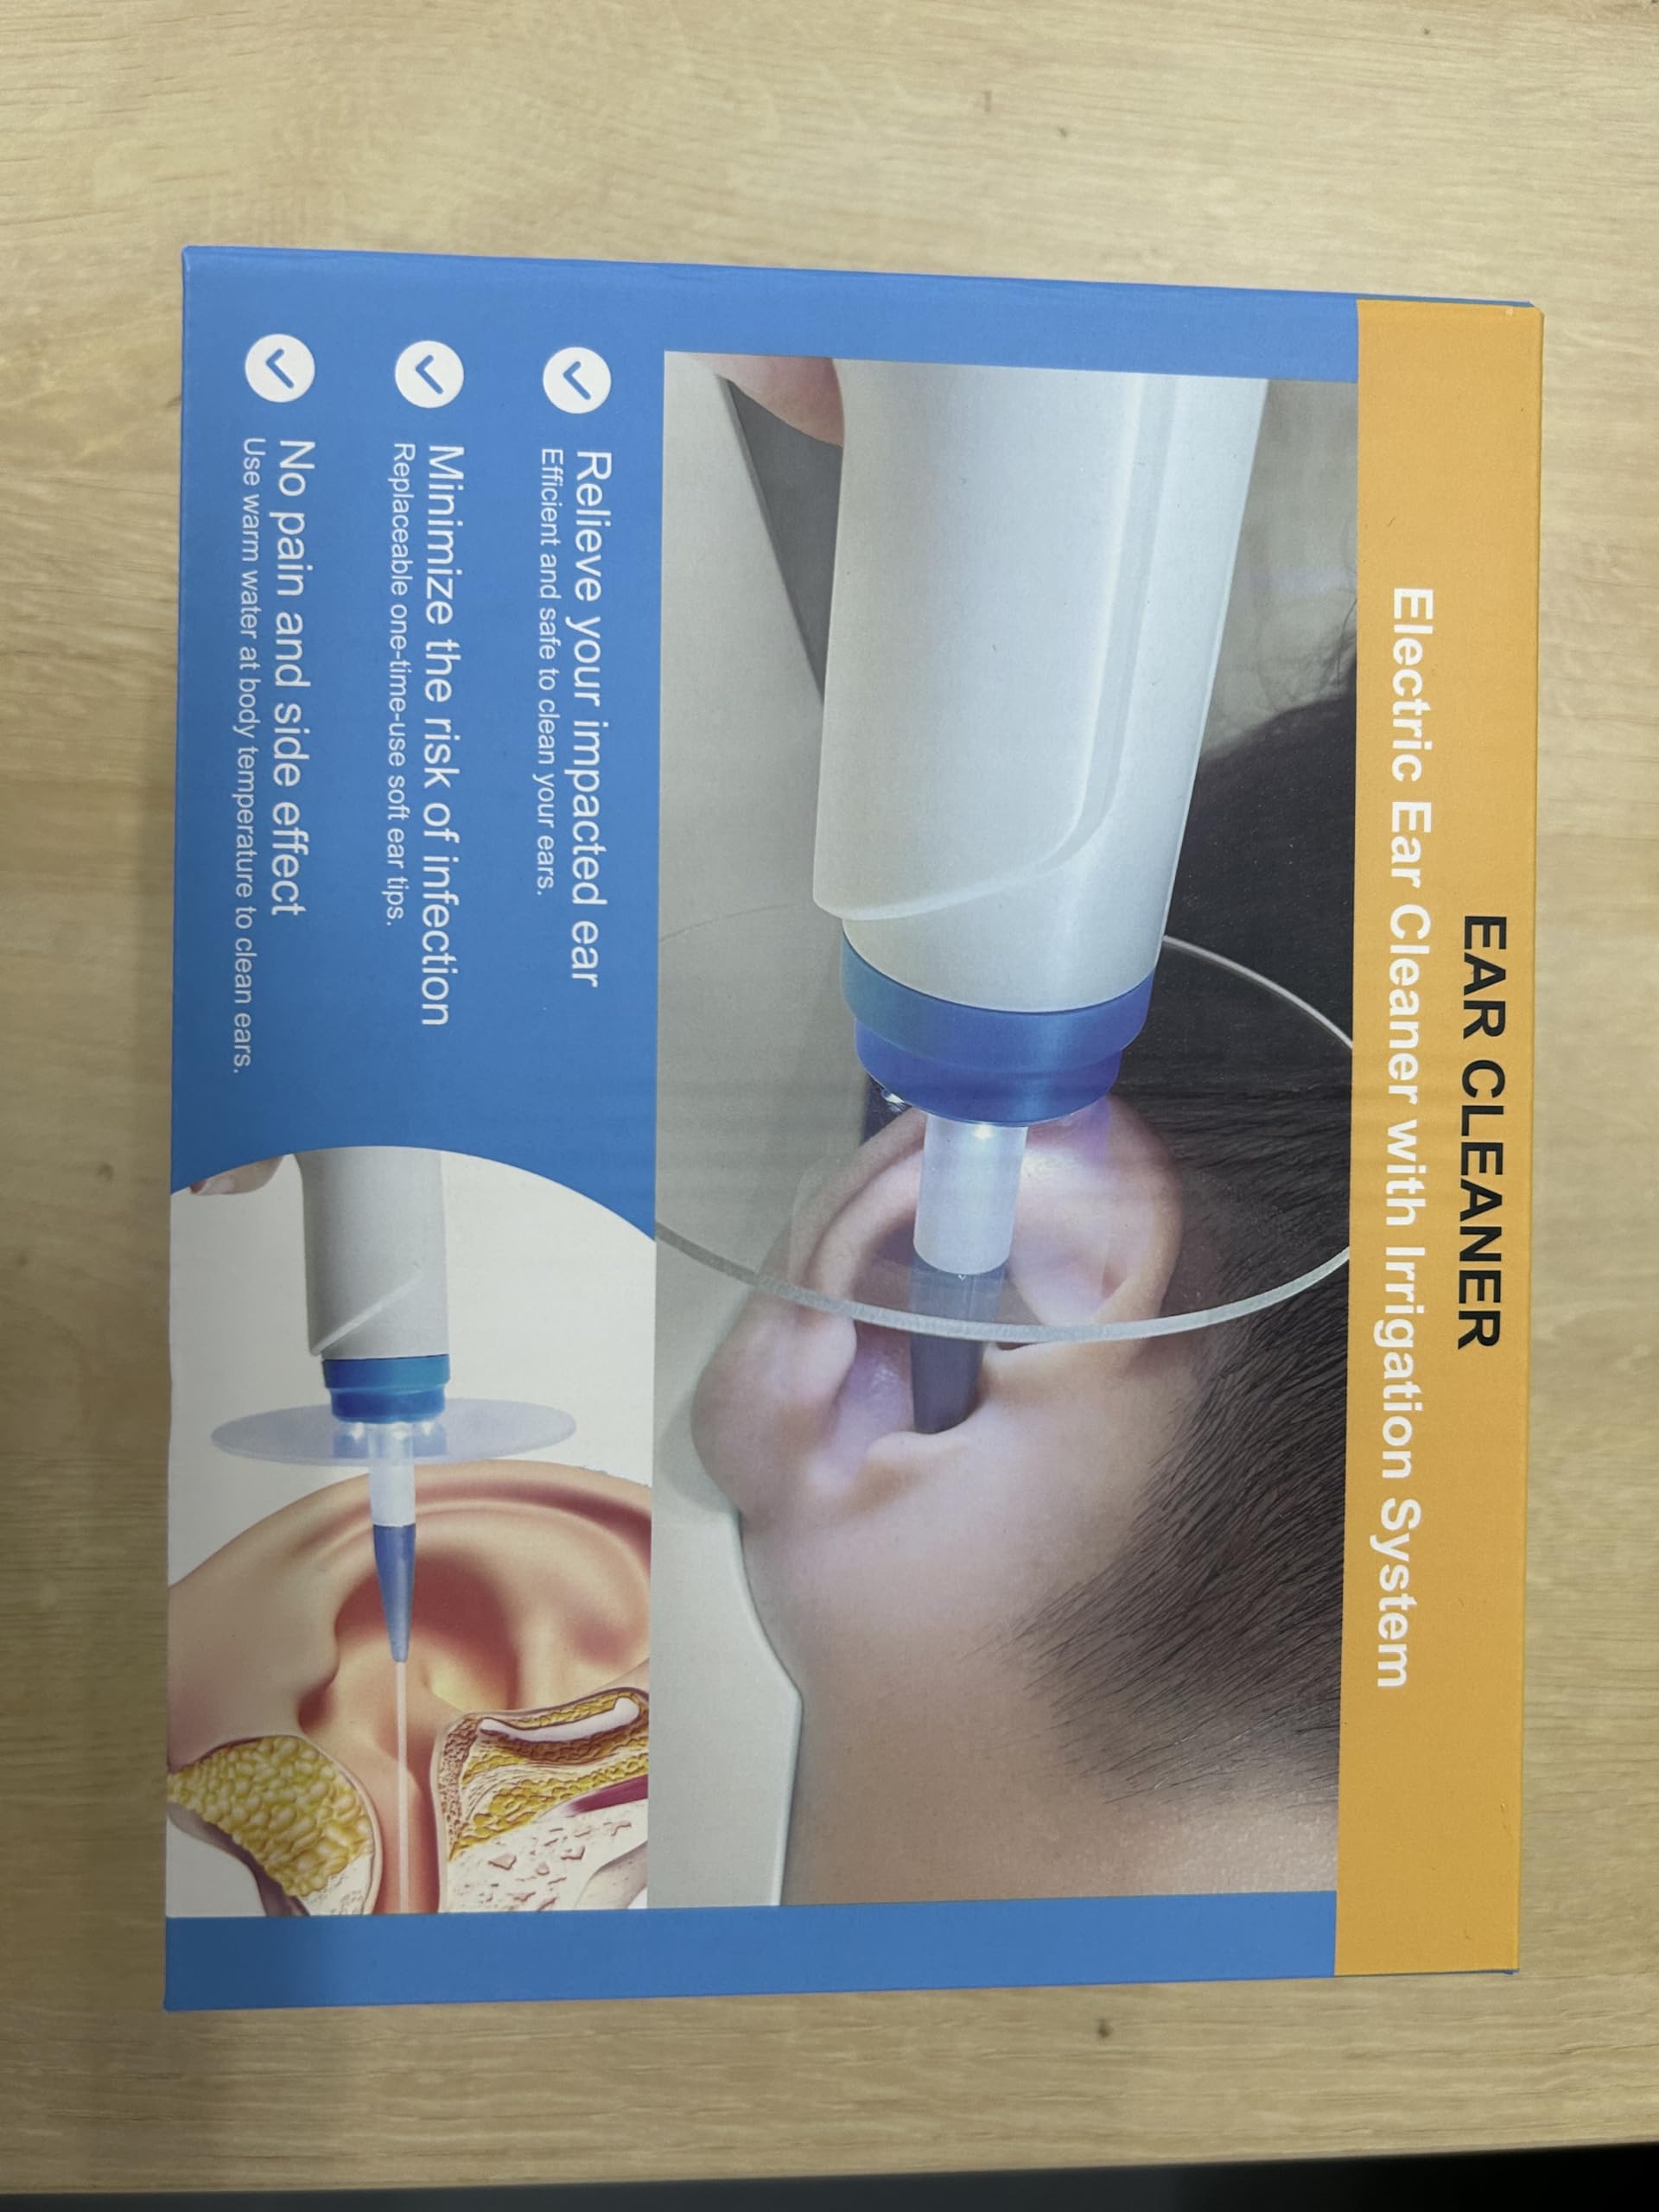 EAR CLEANER
Electric Ear Cleaner with Irrigation System
Relieve your impacted ear
Efficient and safe to clean your ears.
Minimize the risk of infection
Replaceable one-time-use soft ear tips.
No pain and side effect
Use warm water at body temperature to clean ears.